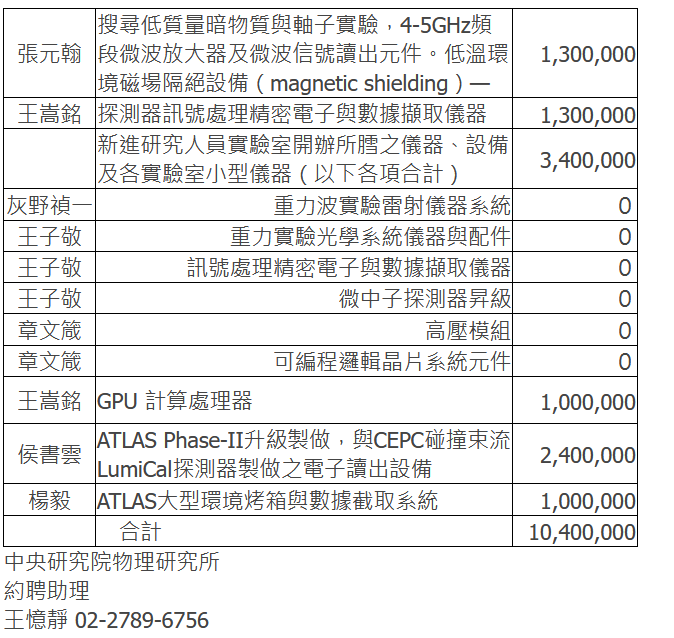 搜尋低質量暗物質與軸子實驗，4-5GHz頻
張元翰 段微波放大器及微波信號讀出元件。低溫環 1,300,000
境磁場隔絕設備（magnetic shielding）—
王嵩銘 探測器訊號處理精密電子與數據擷取儀器 1,300,000
新進研究人員實驗室開辦所需之儀器、設備
及各實驗室小型儀器（以下各項合計） 3,400,000
灰野禎一 重力波實驗雷射儀器系統 0
王子敬 重力實驗光學系統儀器與配件 0
王子敬 訊號處理精密電子與數據擷取儀器 0
王子敬 微中子探測器昇級 0
章文箴 高壓模組 0
章文箴 可編程邏輯晶片系統元件 0
王嵩銘 GPU 計算處理器 1,000,000
侯書雲 ATLAS Phase-II升級製做，與CEPC碰撞束流 2,400,000
LumiCal探測器製做之電子讀出設備
楊毅 ATLAS大型環境烤箱與數據截取系統 1,000,000
合計 10,400,000
中央研究院物理研究所
約聘助理
王憶靜 02-2789-6756